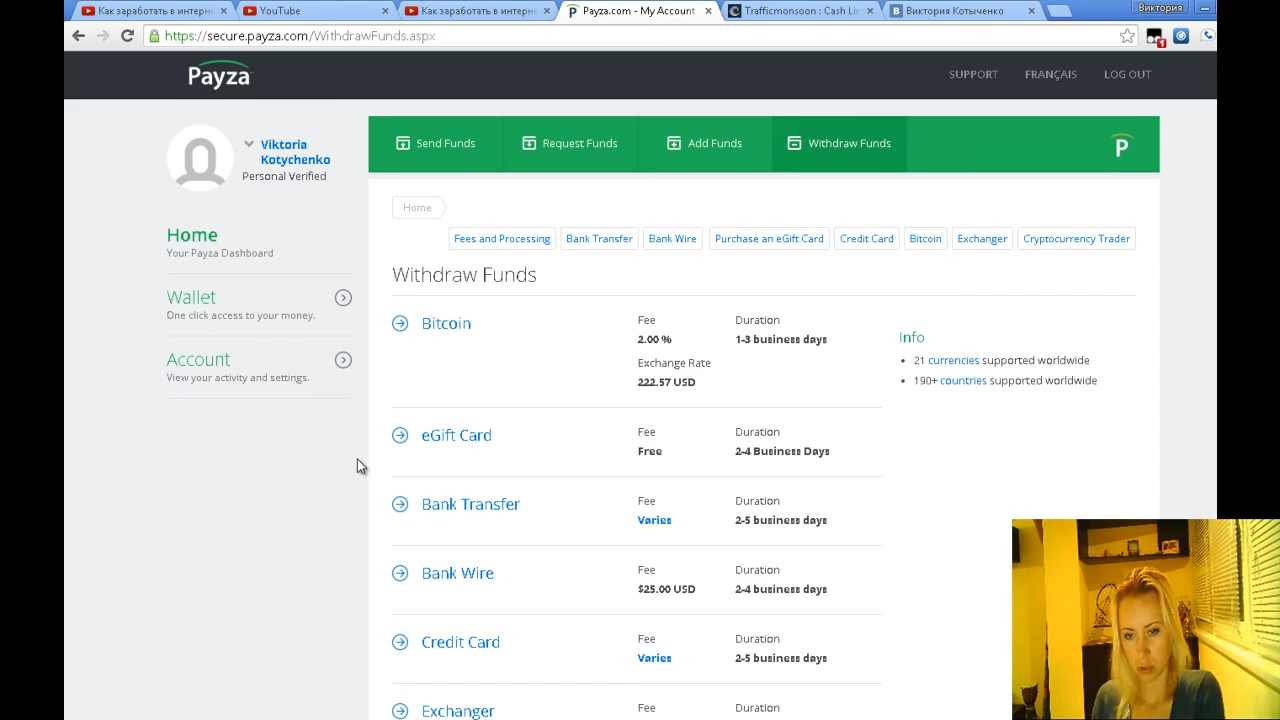 Как заработать в интерне
YouTube
Как заработать в интерн
Payza.com - My Account
Trafficmonsoon : Cash Lin
Виктория Котыченко
Виктория
https://secure.payza.com/WithdrawFunds.aspx
1
Payza
SUPPORT
FRANÇAIS
LOG OUT
Viktoria
Kotychenko
Personal Verified
Send Funds
Request Funds
Add Funds
Withdraw Funds
P
Home
Your Payza Dashboard
Wallet
One click access to your money.
Account
View your activity and settings.
Home
Fees and Processing
Bank Transfer
Bank Wire
Purchase an eGift Card
Credit Card
Bitcoin
Exchanger
Cryptocurrency Trader
Withdraw Funds
Bitcoin
Fee
2.00 %
Duration
1-3 business days
Exchange Rate
222.57 USD
Info
21 currencies supported worldwide
190+ countries supported worldwide
eGift Card
Fee
Free
Duration
2-4 Business Days
Bank Transfer
Fee
Varies
Duration
2-5 business days
Bank Wire
Fee
$25.00 USD
Duration
2-4 business days
Credit Card
Fee
Varies
Duration
2-5 business days
Exchanger
Fee
Duration